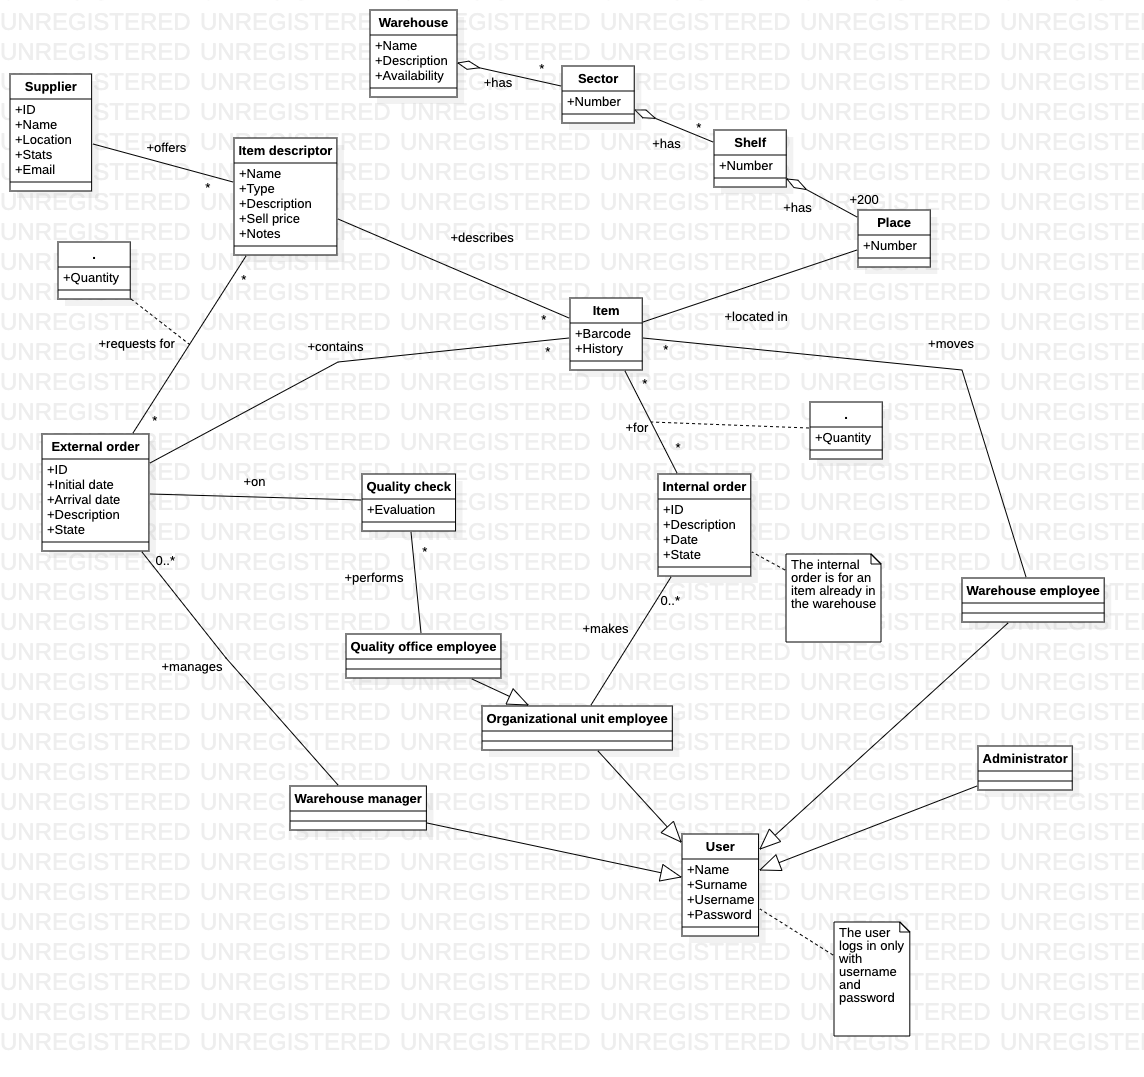 Warehouse
+Name
+Description
+Availability
+has
*
Sector
+Number
+has
*
Shelf
+Number
+has
+200
Place
+Number
Supplier
+ID
+Name
+Location
+Stats
+Email
+offers
*
Item descriptor
+Name
+Type
+Description
+Sell price
+Notes
*
+describes
*
.
+Quantity
+requests for
*
+contains
*
Item
+Barcode
+History
+located in
*
+moves
*
+for
*
.
+Quantity
External order
+ID
+Initial date
+Arrival date
+Description
+State
+on
0..*
Quality check
+Evaluation
*
+performs
Internal order
+ID
+Description
+Date
+State
0..*
+makes
The internal
order is for an
item already in
the warehouse
Warehouse employee
Quality office employee
+manages
Organizational unit employee
Administrator
Warehouse manager
User
+Name
+Surname
+Username
+Password
The user
logs in only
with
username
and
password
UNREGISTERED